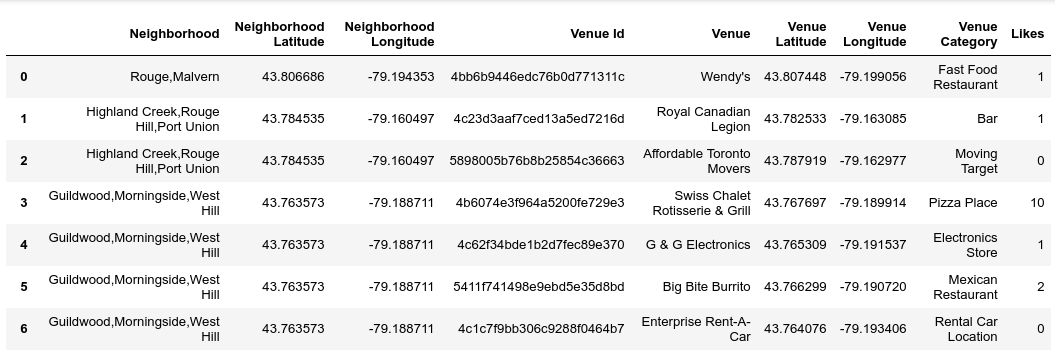 Neighborhood Neighborhood Latitude Neighborhood Longitude Venue Id Venue Venue Latitude Venue Longitude Venue Category Likes
0 Rouge,Malvern 43.806686 -79.194353 4bb6b9446edc76b0d771311c Wendy's 43.807448 -79.199056 Fast Food Restaurant 1
1 Highland Creek,Rouge Hill,Port Union 43.784535 -79.160497 4c23d3aaf7ced13a5ed7216d Royal Canadian Legion 43.782533 -79.163085 Bar 1
2 Highland Creek,Rouge Hill,Port Union 43.784535 -79.160497 5898005b76b8b25854c36663 Affordable Toronto Movers 43.787919 -79.162977 Moving Target 0
3 Guildwood,Morningside,West Hill 43.763573 -79.188711 4b6074e3f964a5200fe729e3 Swiss Chalet Rotisserie & Grill 43.767697 -79.189914 Pizza Place 10
4 Guildwood,Morningside,West Hill 43.763573 -79.188711 4c62f34bde1b2d7fec89e370 G & G Electronics 43.765309 -79.191537 Electronics Store 1
5 Guildwood,Morningside,West Hill 43.763573 -79.188711 5411f741498e9ebd5e35d8bd Big Bite Burrito 43.766299 -79.190720 Mexican Restaurant 2
6 Guildwood,Morningside,West Hill 43.763573 -79.188711 4c1c7f9bb306c9288f0464b7 Enterprise Rent-A-Car 43.764076 -79.193406 Rental Car Location 0